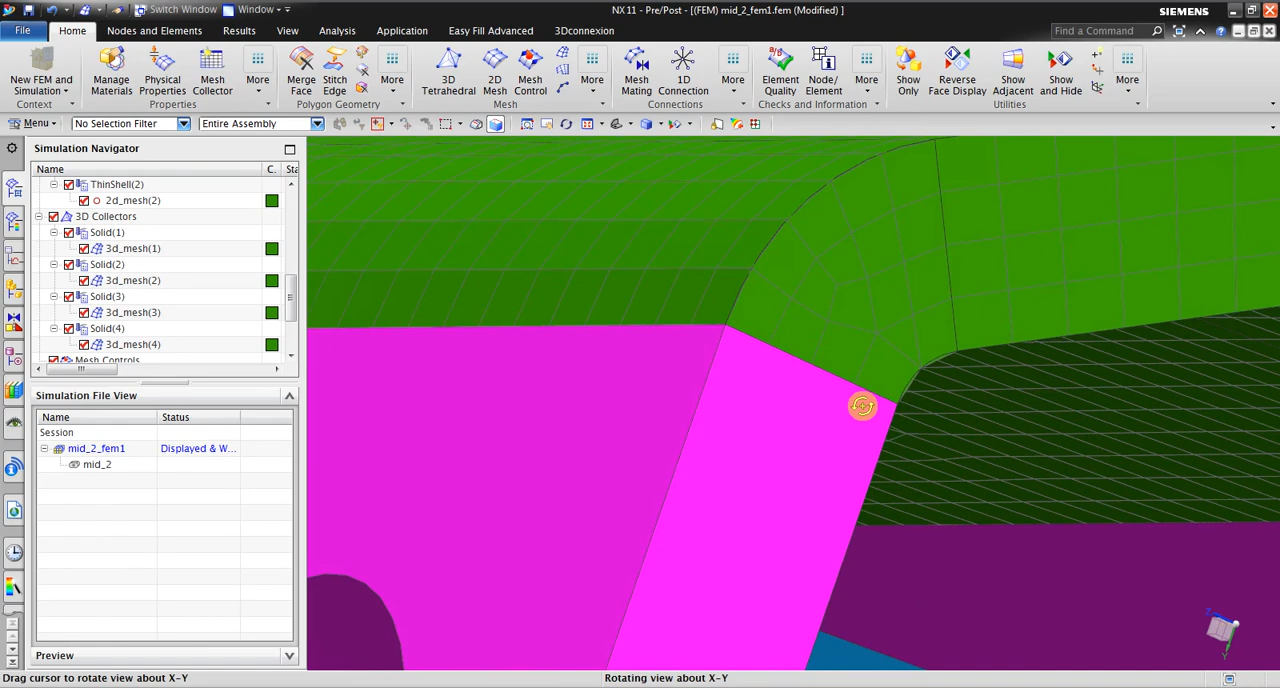 Switch Window Window NX 11 - Pre/Post - [(FEM) mid_2_fem1.fem (Modified) ] SIEMENS
File Home Nodes and Elements Results View Analysis Application Easy Fill Advanced 3Dconnexion Find a Command
New FEM and Simulation Manage Materials Physical Properties Mesh Collector More Merge Face Stitch Edge More 3D Tetrahedral 2D Mesh Mesh Control More Mesh Mating 1D Connection More Element Quality Node/ Element More Show Only Reverse Face Display Show Adjacent Show and Hide More
Context Properties Polygon Geometry Mesh Connections Checks and Information Utilities
Menu No Selection Filter Entire Assembly
Simulation Navigator
Name C. Sta
ThinShell(2)
2d_mesh(2)
3D Collectors
Solid(1)
3d_mesh(1)
Solid(2)
3d_mesh(2)
Solid(3)
3d_mesh(3)
Solid(4)
3d_mesh(4)
Mesh Controls
Simulation File View
Name Status
Session
mid_2_fem1 Displayed & W...
mid_2
Preview
Z
Y
Drag cursor to rotate view about X-Y Rotating view about X-Y